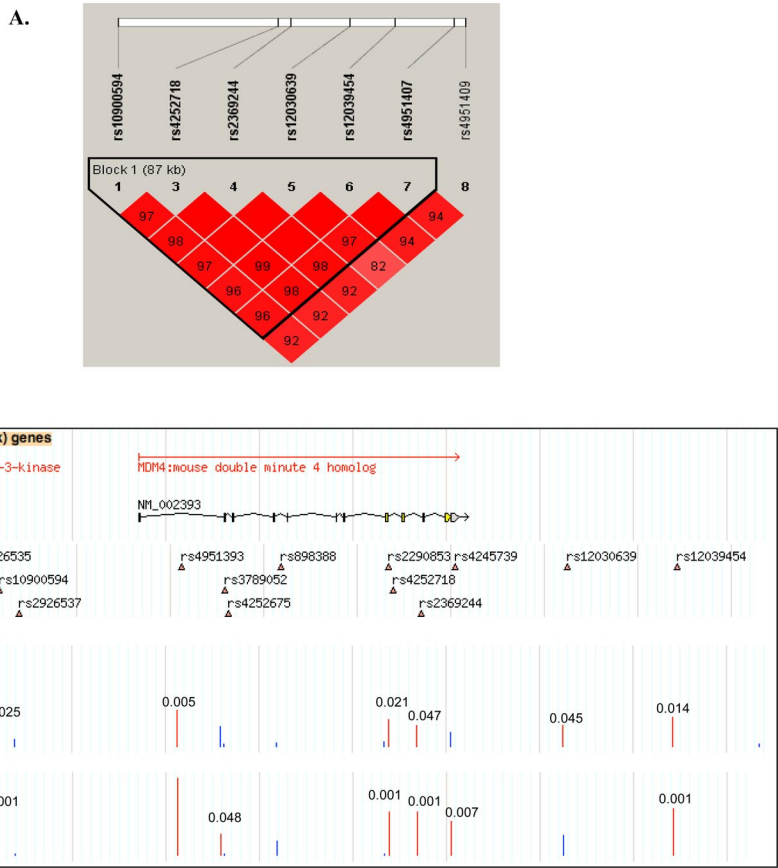 A.
rs10900594
rs4252718
rs2369244
rs12030639
rs12039454
rs4951407
rs4951409
Block 1 (87 kb)
1 3 4 5 6 7 8
97 94
98 97 94
97 99 98 82
96 98 92
96 92
92
x) genes
-3-kinase MDM4:mouse double minute 4 homolog
NM_002393
26535 rs4951393 rs898388 rs2290853 rs4245739 rs12030639 rs12039454
rs10900594 rs3789052 rs4252718
rs2926537 rs4252675 rs2369244
025 0.005 0.021 0.047 0.045 0.014
001 0.048 0.001 0.001 0.007 0.001